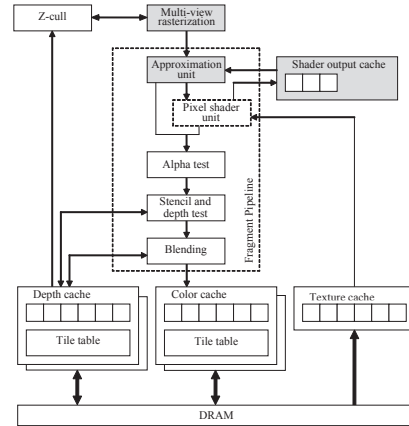 Z-cull
Multi-view
rasterization
Approximation
unit
Shader output cache
Pixel shader
unit
Alpha test
Stencil and
depth test
Blending
Fragment Pipeline
Depth cache
Tile table
Color cache
Tile table
Texture cache
DRAM